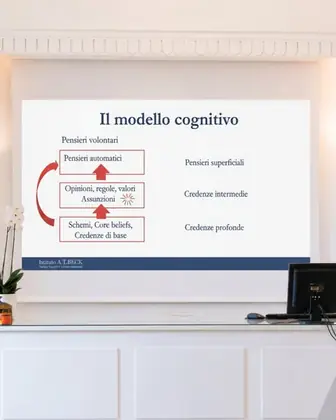 Il modello cognitivo
Pensieri volontari
Pensieri automatici
Pensieri superficiali
Opinioni, regole, valori
Assunzioni
Credenze intermedie
Schemi, Core beliefs,
Credenze di base
Credenze profonde
Istituto A.T.BECK